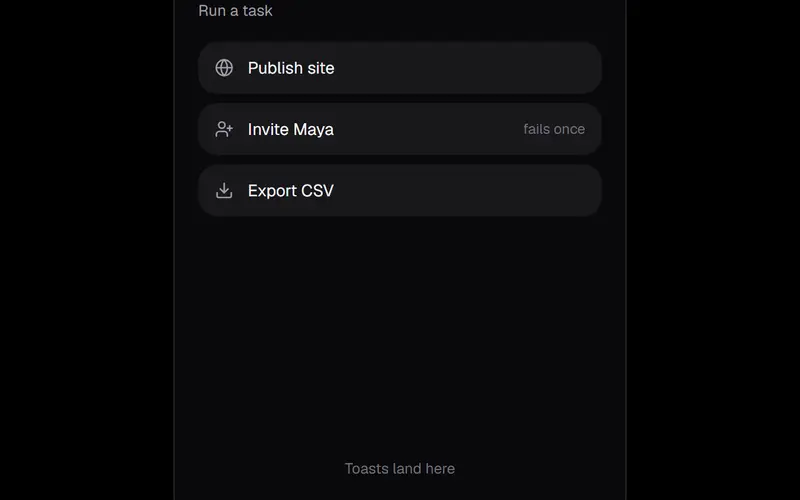 Run a task
Publish site
Invite Maya fails once
Export CSV
Toasts land here